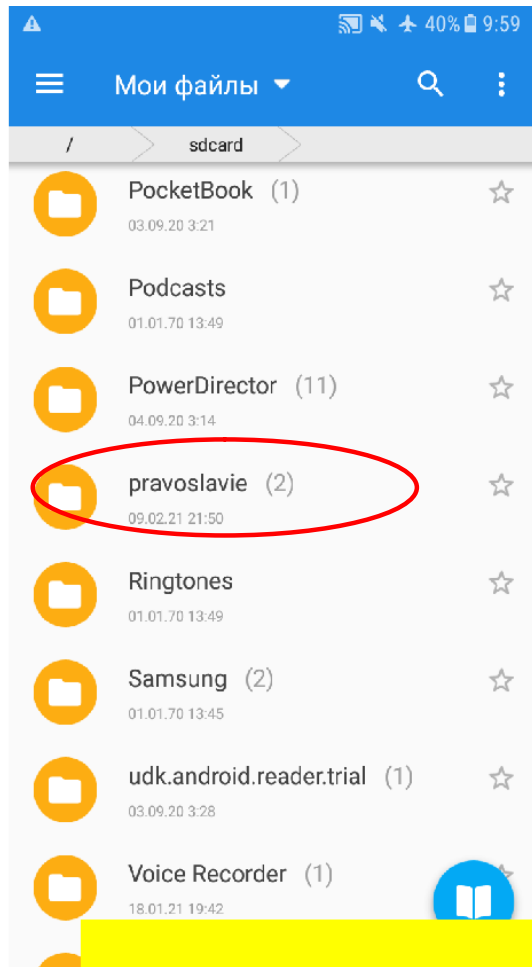 40% 9:59
Мои файлы
/ sdcard
PocketBook (1)
03.09.20 3:21
Podcasts
01.01.70 13:49
PowerDirector (11)
04.09.20 3:14
pravoslavie (2)
09.02.21 21:50
Ringtones
01.01.70 13:49
Samsung (2)
01.01.70 13:45
udk.android.reader.trial (1)
03.09.20 3:28
Voice Recorder (1)
18.01.21 19:42